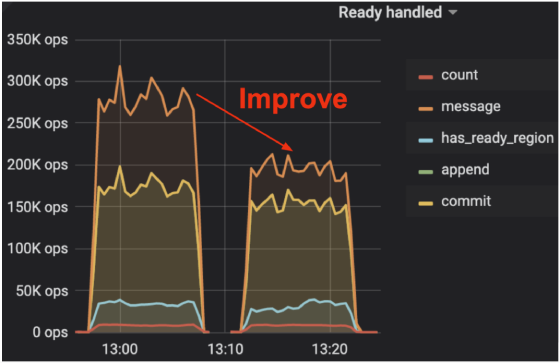 Ready handled
350K ops
300K ops
250K ops
200K ops
150K ops
100K ops
50K ops
0 ops
13:00
13:10
13:20
Improve
count
message
has_ready_region
append
commit